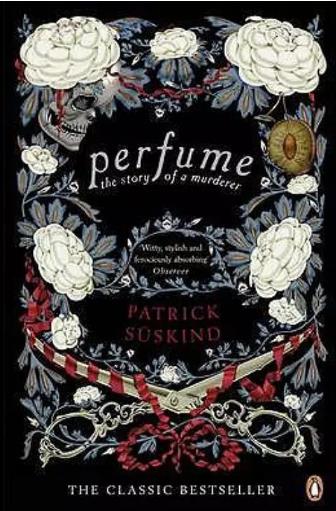 perfume
the story of a murderer
'Witty, stylish and
ferociously absorbing'
Observer
PATRICK
SÜSKIND
THE CLASSIC BESTSELLER